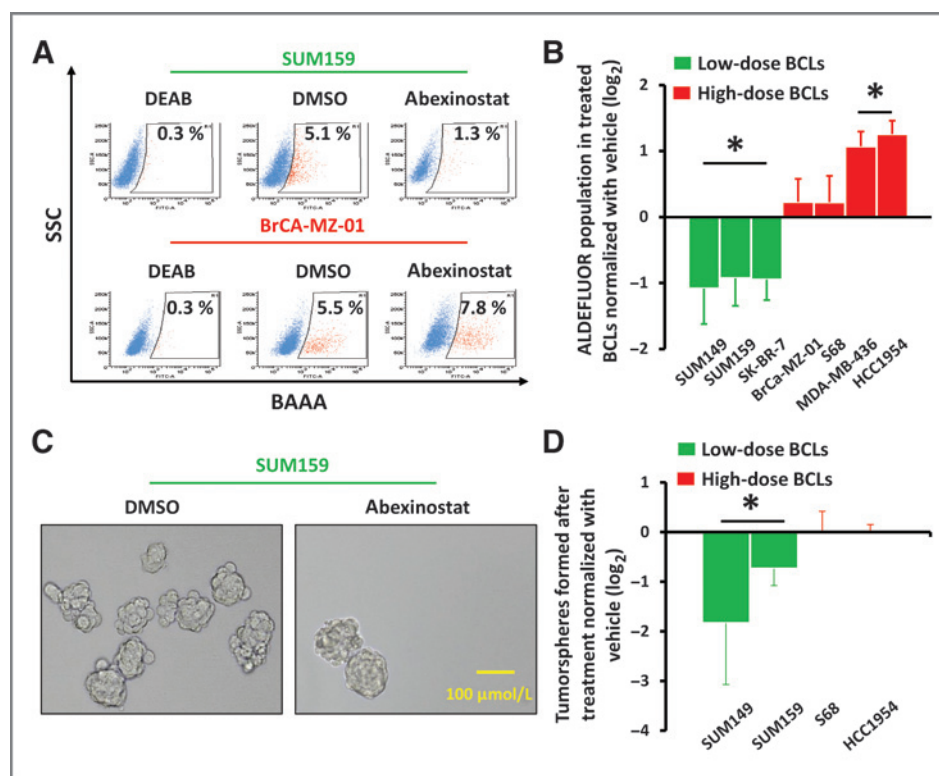 A
SUM159
DEAB
DMSO
Abexinostat
0.3 %
5.1 %
1.3 %
BrCA-MZ-01
DEAB
DMSO
Abexinostat
0.3 %
5.5 %
7.8 %
SSC
BAAA
B
Low-dose BCLs
High-dose BCLs
ALDEFLUOR population in treated
BCLs normalized with vehicle (log2)
2
1
0
−1
−2
*
*
SUM149
SUM159
SK-BR-7
BrCa-MZ-01
S68
MDA-MB-436
HCC1954
C
SUM159
DMSO
Abexinostat
100 µmol/L
D
Low-dose BCLs
High-dose BCLs
Tumorspheres formed after
treatment normalized with
vehicle (log2)
1
0
−1
−2
−3
−4
*
SUM149
SUM159
S68
HCC1954